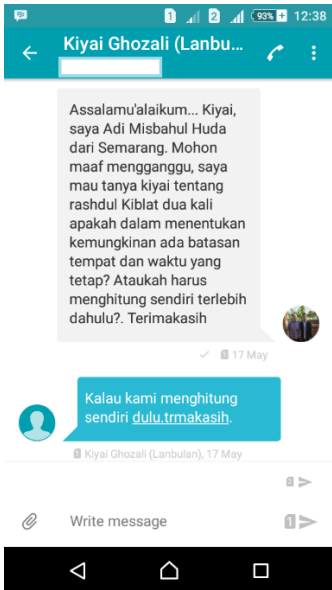 1 2 93% 12:38
Kiyai Ghozali (Lanbu...
Assalamu'alaikum... Kiyai,
saya Adi Misbahul Huda
dari Semarang. Mohon
maaf mengganggu, saya
mau tanya kiyai tentang
rashdul Kiblat dua kali
apakah dalam menentukan
kemungkinan ada batasan
tempat dan waktu yang
tetap? Ataukah harus
menghitung sendiri terlebih
dahulu?. Terimakasih
17 May
Kalau kami menghitung
sendiri dulu.trmakasih.
Kiyai Ghozali (Lanbulan), 17 May
Write message
1